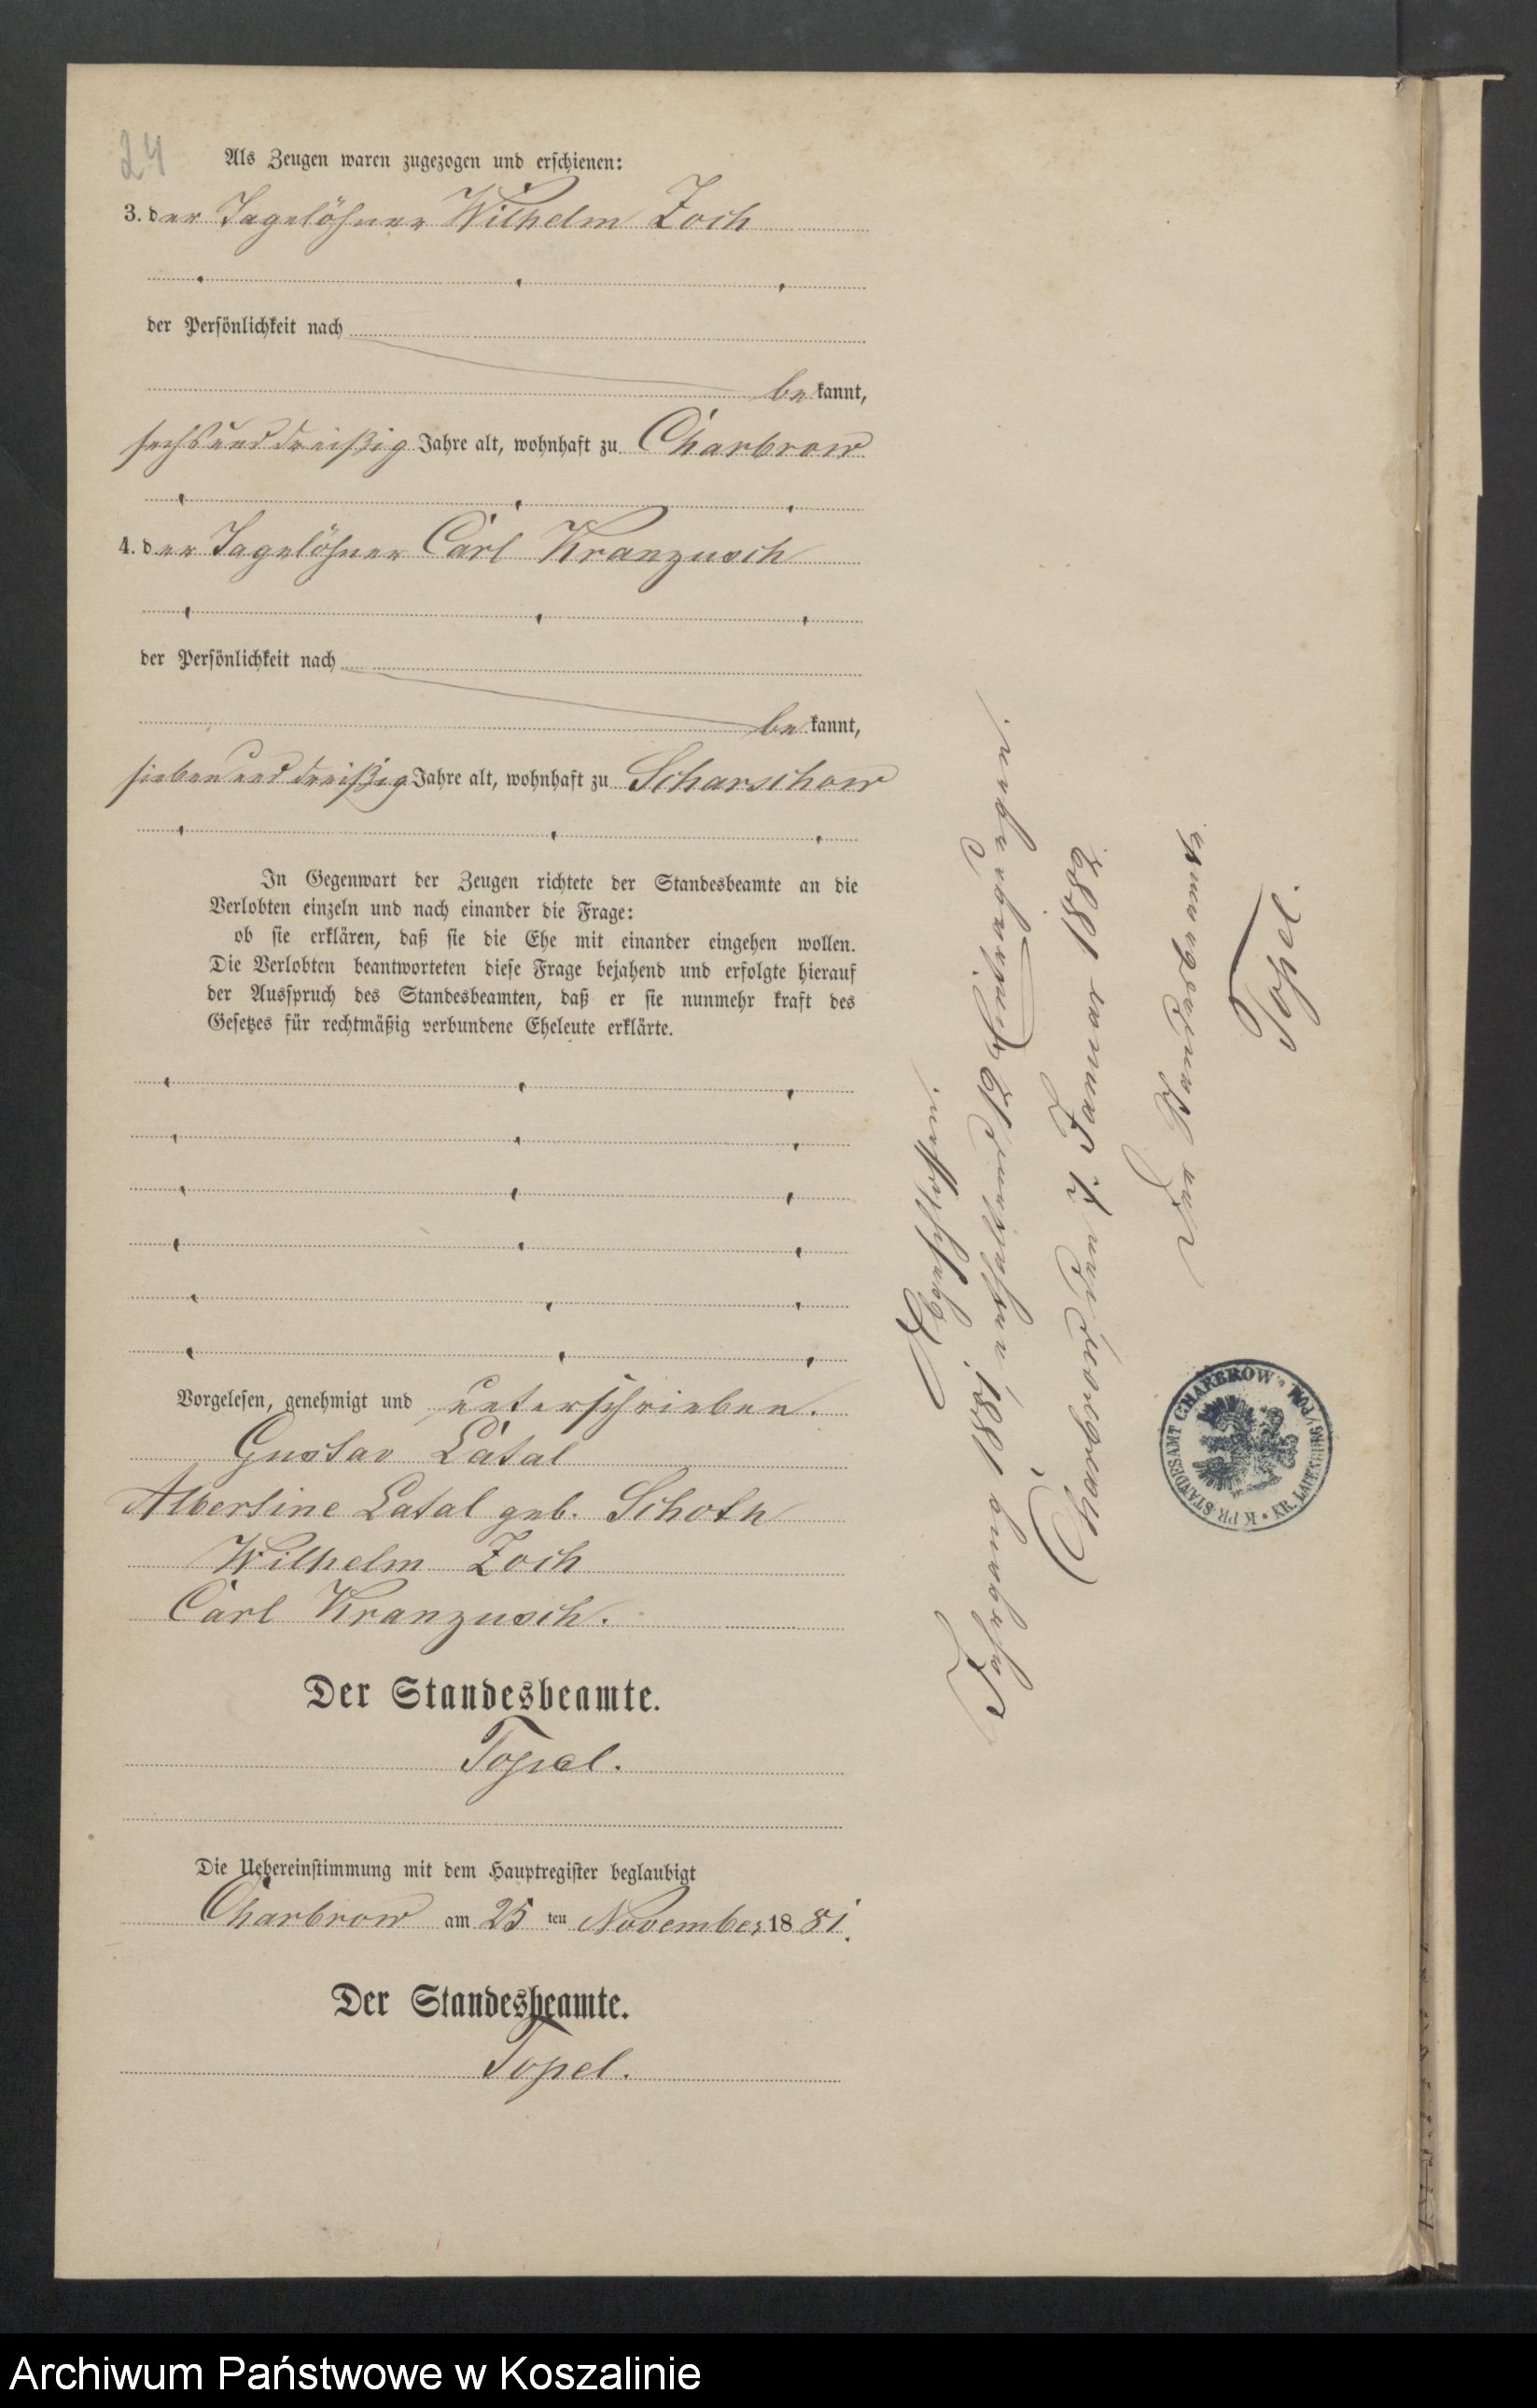 24
Als Zeugen waren zugezogen und erschienen:
3. der Tagelöhner Wilhelm Zoch
der Persönlichkeit nach
bekannt,
sechsunddreißig Jahre alt, wohnhaft zu Charbrow
4. der Tagelöhner Carl Kranzusch
der Persönlichkeit nach
bekannt,
siebenunddreißig Jahre alt, wohnhaft zu Scharschow
In Gegenwart der Zeugen richtete der Standesbeamte an die
Verlobten einzeln und nach einander die Frage:
ob sie erklären, daß sie die Ehe mit einander eingehen wollen.
Die Verlobten beantworteten diese Frage bejahend und erfolgte hierauf
der Ausspruch des Standesbeamten, daß er sie nunmehr kraft des
Gesetzes für rechtmäßig verbundene Eheleute erklärte.
Vorgelesen, genehmigt und unterschrieben.
Gustav Latal
Albertine Latal geb. Schoth
Wilhelm Zoch
Carl Kranzusch.
Der Standesbeamte.
Topel.
Die Uebereinstimmung mit dem Hauptregister beglaubigt
Charbrow am 25 ten November 1881.
Der Standesbeamte.
Topel.
Abgeschlossen
Jahrgang 1881, enthaltend 12 Eintragungen
Charbrow, den 7. Januar 1882
Der Standesbeamte
Topel.
K. PR. STANDESAMT CHARBROW • KR. LAUENBURG I/POM
Archiwum Państwowe w Koszalinie